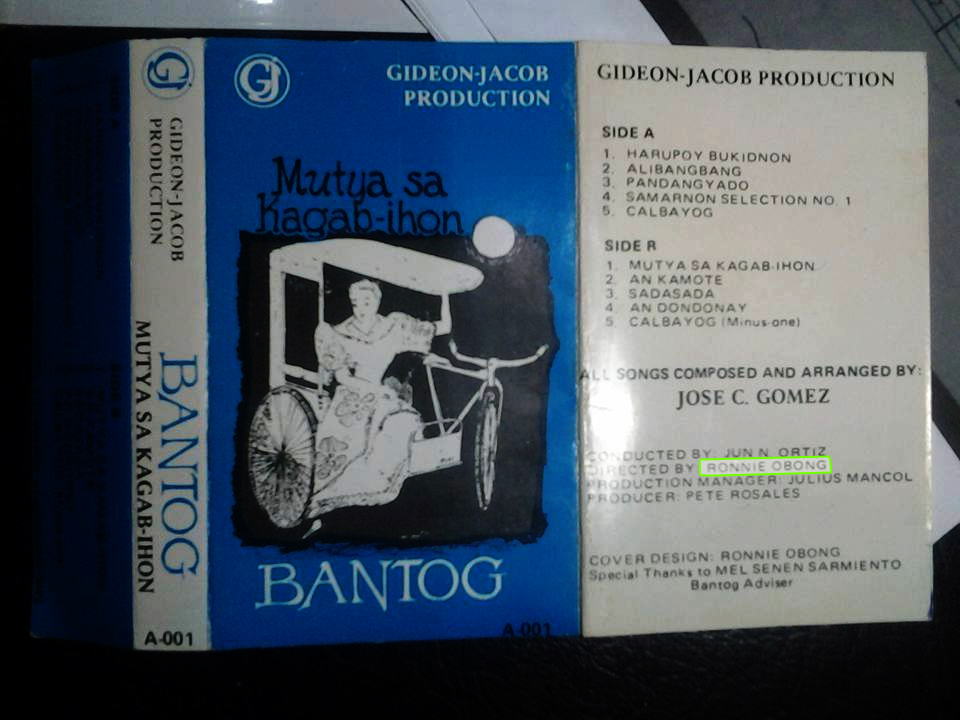 GJ
GIDEON-JACOB
PRODUCTION
BANTOG
MUTYA SA KAGAB-IHON
A-001
GJ
GIDEON-JACOB
PRODUCTION
Mutya sa
kagab-ihon
BANTOG
A-001
GIDEON-JACOB PRODUCTION
SIDE A
1. HARUPOY BUKIDNON
2. ALIBANGBANG
3. PANDANGYADO
4. SAMARNON SELECTION NO. 1
5. CALBAYOG
SIDE R
1. MUTYA SA KAGAB-IHON
2. AN KAMOTE
3. SADASADA
4. AN DONDONAY
5. CALBAYOG (Minus-one)
ALL SONGS COMPOSED AND ARRANGED BY:
JOSE C. GOMEZ
CONDUCTED BY: JUN N. ORTIZ
DIRECTED BY: RONNIE OBONG
PRODUCTION MANAGER: JULIUS MANCOL
PRODUCER: PETE ROSALES
COVER DESIGN: RONNIE OBONG
Special Thanks to MEL SENEN SARMIENTO
Bantog Adviser